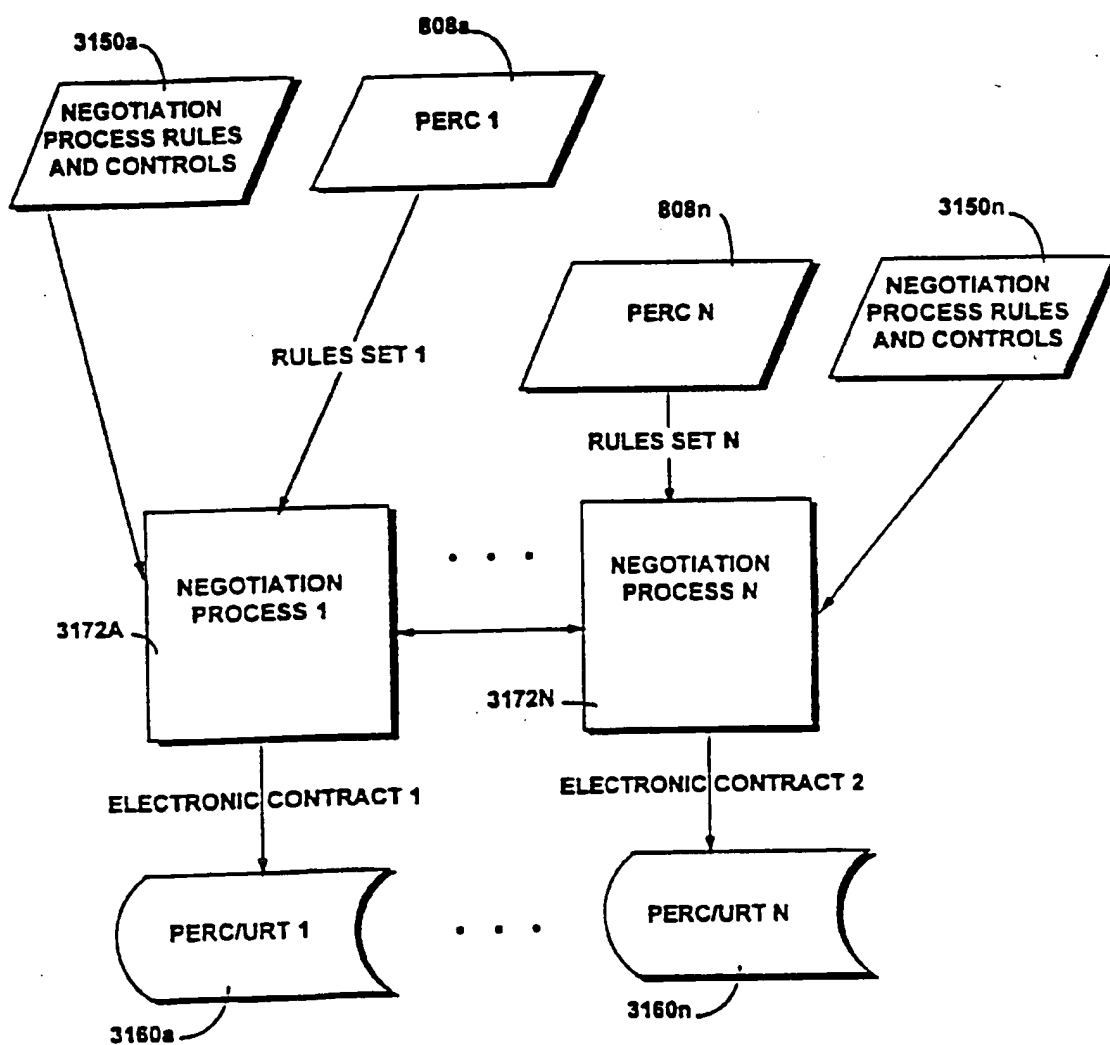 3150a
808a
NEGOTIATION
PROCESS RULES
AND CONTROLS
PERC 1
808n
3150n
PERC N
NEGOTIATION
PROCESS RULES
AND CONTROLS
RULES SET 1
RULES SET N
NEGOTIATION
PROCESS 1
. . .
NEGOTIATION
PROCESS N
3172A
3172N
ELECTRONIC CONTRACT 1
ELECTRONIC CONTRACT 2
PERC/URT 1
. . .
PERC/URT N
3160a
3160n